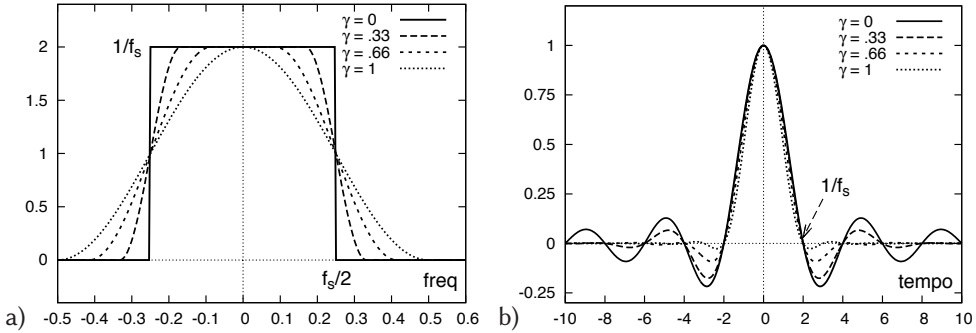 2
1.5
1
0.5
0
1/fs
γ = 0
γ = .33
γ = .66
γ = 1
fs/2
freq
-0.5 -0.4 -0.3 -0.2 -0.1 0 0.1 0.2 0.3 0.4 0.5 0.6
a)
1
0.75
0.5
0.25
0
-0.25
γ = 0
γ = .33
γ = .66
γ = 1
1/fs
tempo
-10 -8 -6 -4 -2 0 2 4 6 8 10
b)